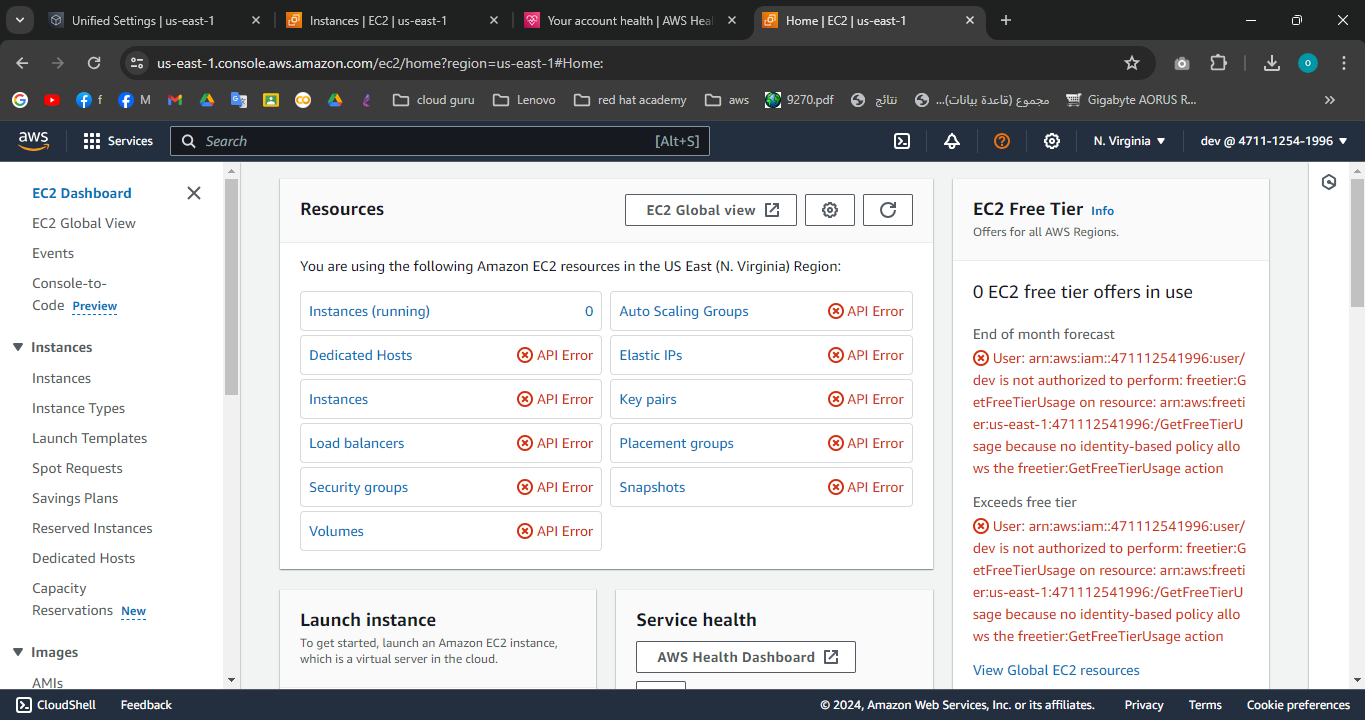 Unified Settings | us-east-1
Instances | EC2 | us-east-1
Your account health | AWS Heal
Home | EC2 | us-east-1
us-east-1.console.aws.amazon.com/ec2/home?region=us-east-1#Home:
O
f
M
cloud guru
Lenovo
red hat academy
aws
9270.pdf
نتائج
مجموع (قاعدة بيانات)...
Gigabyte AORUS R...
aws
Services
Search
[Alt+S]
N. Virginia
dev @ 4711-1254-1996
EC2 Dashboard
EC2 Global View
Events
Console-to-
Code Preview
Instances
Instances
Instance Types
Launch Templates
Spot Requests
Savings Plans
Reserved Instances
Dedicated Hosts
Capacity
Reservations New
Images
AMIs
Resources
EC2 Global view
You are using the following Amazon EC2 resources in the US East (N. Virginia) Region:
Instances (running) 0
Auto Scaling Groups API Error
Dedicated Hosts API Error
Elastic IPs API Error
Instances API Error
Key pairs API Error
Load balancers API Error
Placement groups API Error
Security groups API Error
Snapshots API Error
Volumes API Error
Launch instance
To get started, launch an Amazon EC2 instance,
which is a virtual server in the cloud.
Service health
AWS Health Dashboard
EC2 Free Tier Info
Offers for all AWS Regions.
0 EC2 free tier offers in use
End of month forecast
User: arn:aws:iam::471112541996:user/
dev is not authorized to perform: freetier:G
etFreeTierUsage on resource: arn:aws:freeti
er:us-east-1:471112541996:/GetFreeTierU
sage because no identity-based policy allo
ws the freetier:GetFreeTierUsage action
Exceeds free tier
User: arn:aws:iam::471112541996:user/
dev is not authorized to perform: freetier:G
etFreeTierUsage on resource: arn:aws:freeti
er:us-east-1:471112541996:/GetFreeTierU
sage because no identity-based policy allo
ws the freetier:GetFreeTierUsage action
View Global EC2 resources
CloudShell
Feedback
© 2024, Amazon Web Services, Inc. or its affiliates.
Privacy
Terms
Cookie preferences